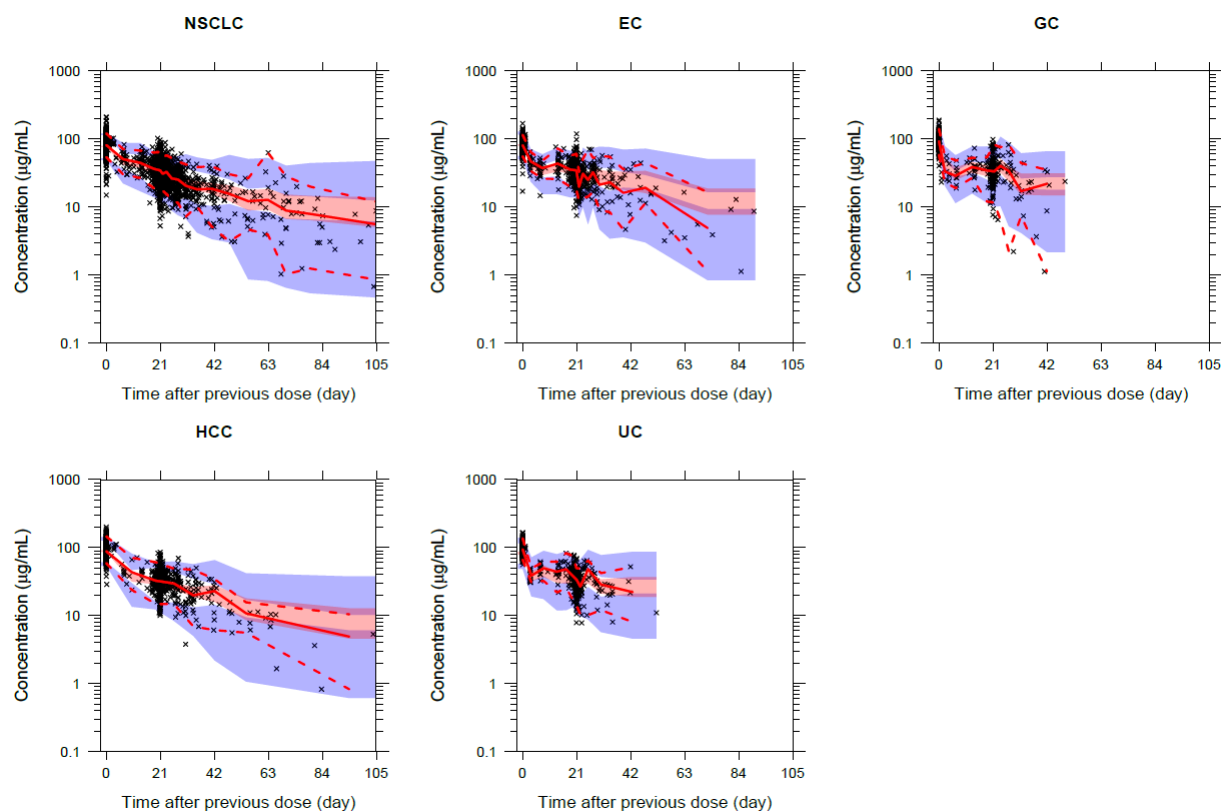 NSCLC EC GC
1000 1000 1000
100 100 100
10 10 10
1 1 1
0.1 0.1 0.1
Concentration (µg/mL) Concentration (µg/mL) Concentration (µg/mL)
0 21 42 63 84 105 0 21 42 63 84 105 0 21 42 63 84 105
Time after previous dose (day) Time after previous dose (day) Time after previous dose (day)
HCC UC
1000 1000
100 100
10 10
1 1
0.1 0.1
Concentration (µg/mL) Concentration (µg/mL)
0 21 42 63 84 105 0 21 42 63 84 105
Time after previous dose (day) Time after previous dose (day)